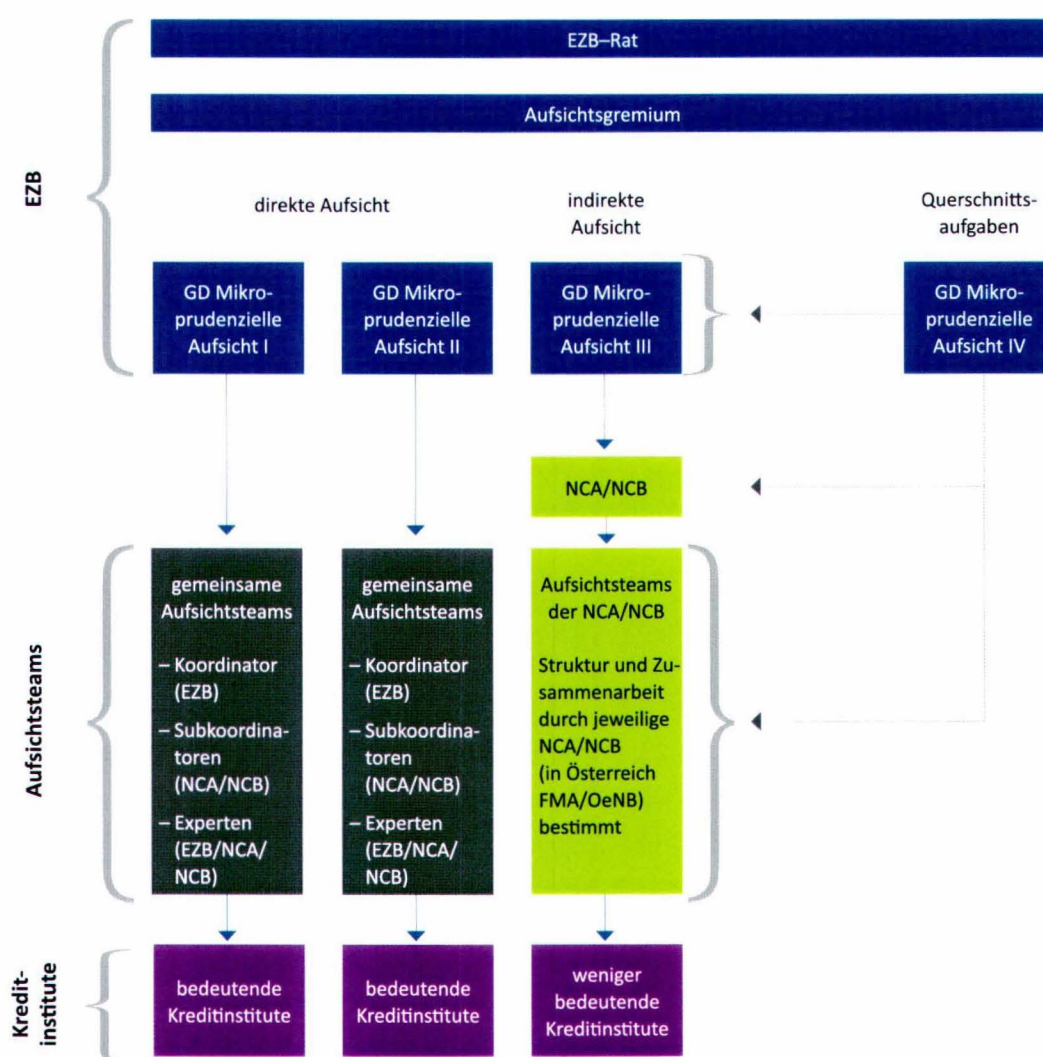 EZB
EZB–Rat
Aufsichtsgremium
direkte Aufsicht
indirekte
Aufsicht
Querschnitts-
aufgaben
GD Mikro-
prudenzielle
Aufsicht I
GD Mikro-
prudenzielle
Aufsicht II
GD Mikro-
prudenzielle
Aufsicht III
GD Mikro-
prudenzielle
Aufsicht IV
NCA/NCB
Aufsichtsteams
gemeinsame
Aufsichtsteams
– Koordinator
(EZB)
– Subkoordina-
toren
(NCA/NCB)
– Experten
(EZB/NCA/
NCB)
gemeinsame
Aufsichtsteams
– Koordinator
(EZB)
– Subkoordina-
toren
(NCA/NCB)
– Experten
(EZB/NCA/
NCB)
Aufsichtsteams
der NCA/NCB
Struktur und Zu-
sammenarbeit
durch jeweilige
NCA/NCB
(in Österreich
FMA/OeNB)
bestimmt
Kredit-
institute
bedeutende
Kreditinstitute
bedeutende
Kreditinstitute
weniger
bedeutende
Kreditinstitute